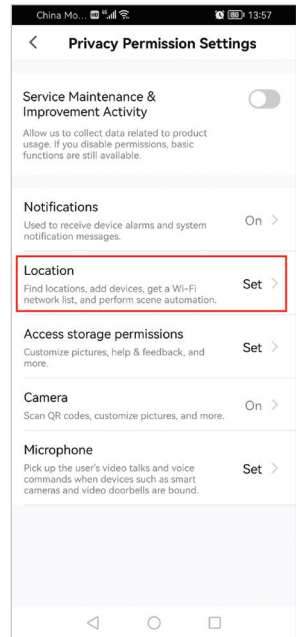 China Mo... HD 13:57
Privacy Permission Settings
Service Maintenance &
Improvement Activity
Allow us to collect data related to product
usage. If you disable permissions, basic
functions are still available.
Notifications
Used to receive device alarms and system
notification messages.
On
Location
Find locations, add devices, get a Wi-Fi
network list, and perform scene automation.
Set
Access storage permissions
Customize pictures, help & feedback, and
more.
Set
Camera
Scan QR codes, customize pictures, and more.
On
Microphone
Pick up the user's video talks and voice
commands when devices such as smart
cameras and video doorbells are bound.
Set